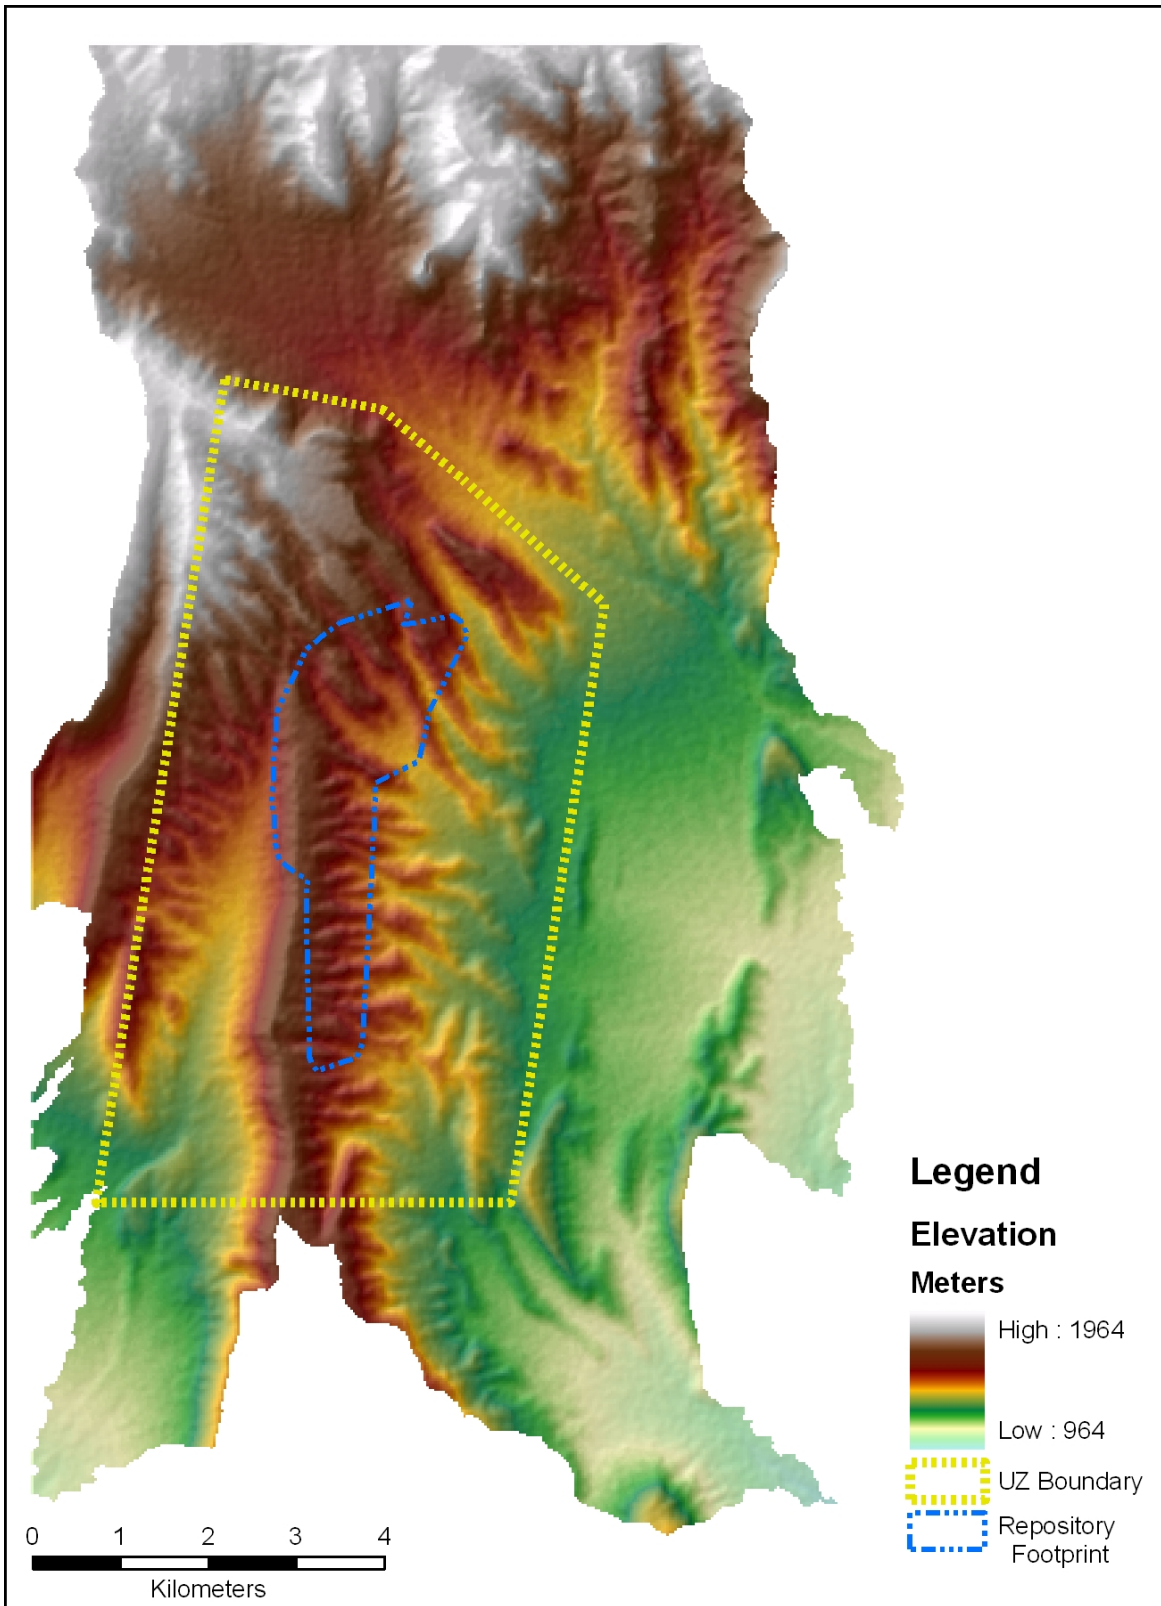 Legend
Elevation
Meters
High : 1964
Low : 964
UZ Boundary
Repository
Footprint
0 1 2 3 4
Kilometers